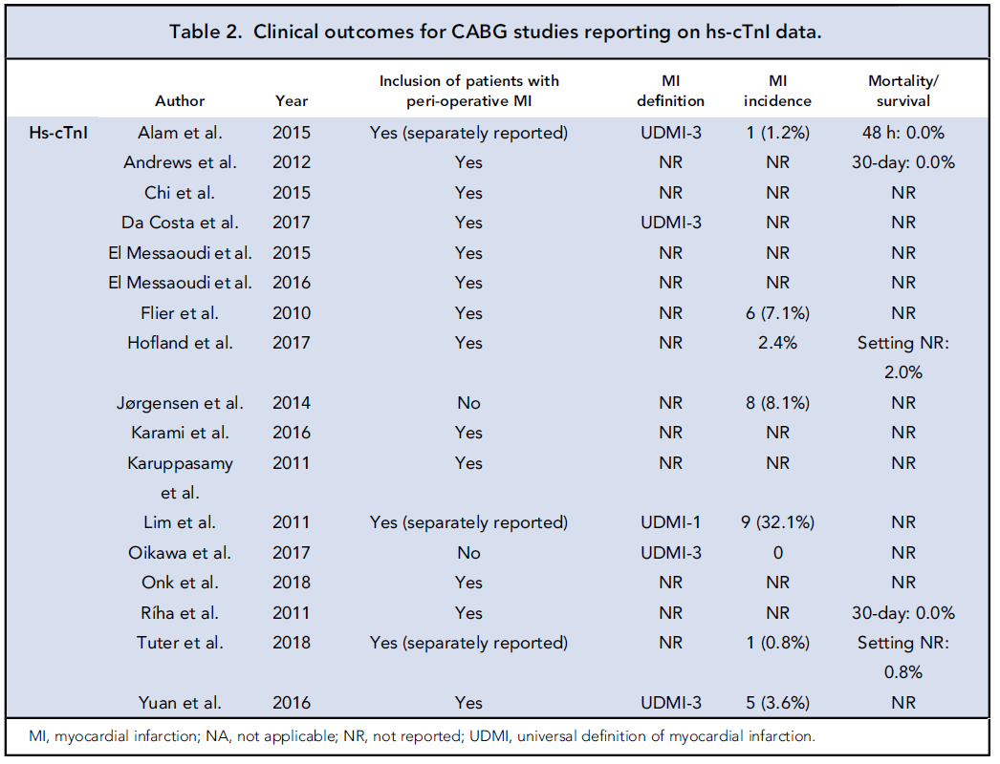 Table 2. Clinical outcomes for CABG studies reporting on hs-cTnI data.
Author Year Inclusion of patients with peri-operative MI MI definition MI incidence Mortality/survival
Hs-cTnI Alam et al. 2015 Yes (separately reported) UDMI-3 1 (1.2%) 48 h: 0.0%
Andrews et al. 2012 Yes NR NR 30-day: 0.0%
Chi et al. 2015 Yes NR NR NR
Da Costa et al. 2017 Yes UDMI-3 NR NR
El Messaoudi et al. 2015 Yes NR NR NR
El Messaoudi et al. 2016 Yes NR NR NR
Flier et al. 2010 Yes NR 6 (7.1%) NR
Hofland et al. 2017 Yes NR 2.4% Setting NR:
2.0%
Jørgensen et al. 2014 No NR 8 (8.1%) NR
Karami et al. 2016 Yes NR NR NR
Karuppasamy 2011 Yes NR NR NR
et al.
Lim et al. 2011 Yes (separately reported) UDMI-1 9 (32.1%) NR
Oikawa et al. 2017 No UDMI-3 0 NR
Onk et al. 2018 Yes NR NR NR
Ríha et al. 2011 Yes NR NR 30-day: 0.0%
Tuter et al. 2018 Yes (separately reported) NR 1 (0.8%) Setting NR:
0.8%
Yuan et al. 2016 Yes UDMI-3 5 (3.6%) NR
MI, myocardial infarction; NA, not applicable; NR, not reported; UDMI, universal definition of myocardial infarction.